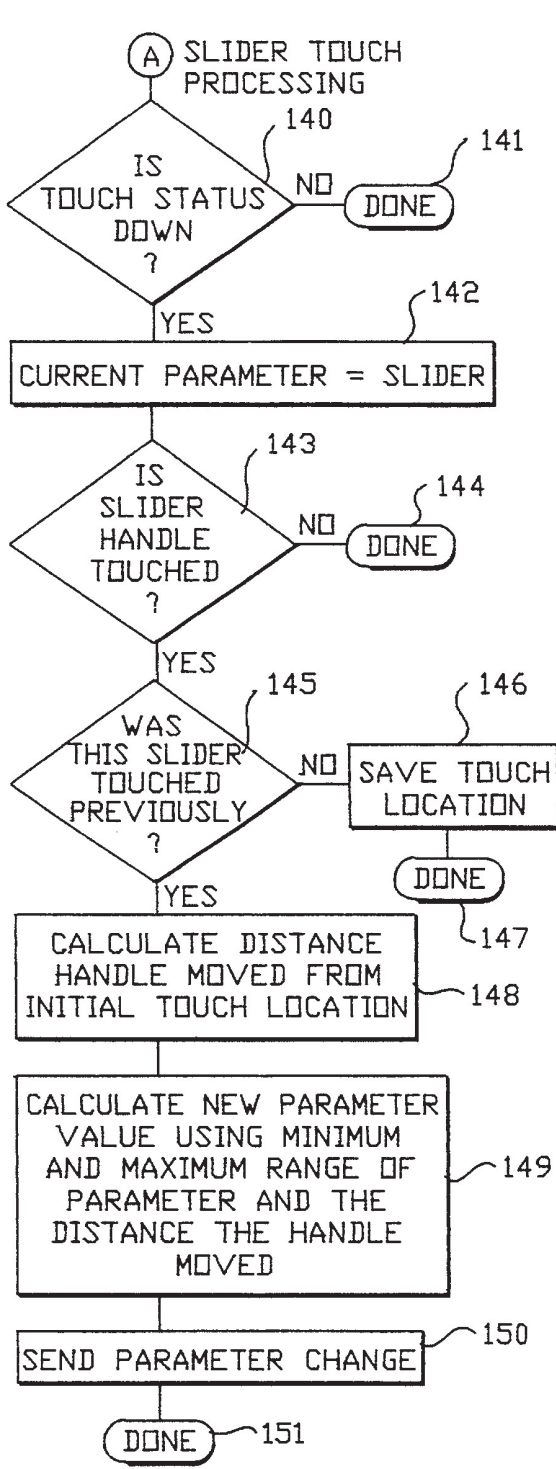 A SLIDER TOUCH
PROCESSING
140
IS
TOUCH STATUS
DOWN
?
NO
141
DONE
YES
142
CURRENT PARAMETER = SLIDER
143
IS
SLIDER
HANDLE
TOUCHED
?
NO
144
DONE
YES
145
WAS
THIS SLIDER
TOUCHED
PREVIOUSLY
?
NO
146
SAVE TOUCH
LOCATION
DONE
147
YES
CALCULATE DISTANCE
HANDLE MOVED FROM
INITIAL TOUCH LOCATION
148
CALCULATE NEW PARAMETER
VALUE USING MINIMUM
AND MAXIMUM RANGE OF
PARAMETER AND THE
DISTANCE THE HANDLE
MOVED
149
SEND PARAMETER CHANGE
150
DONE
151